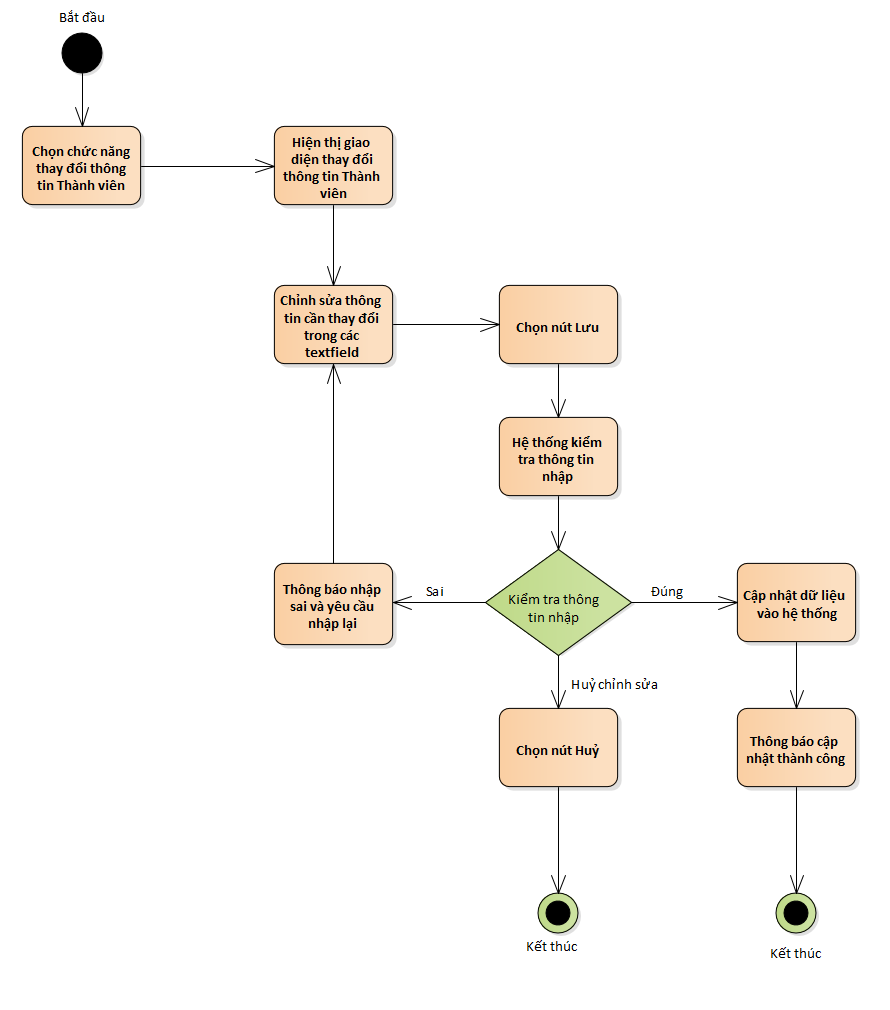 Bắt đầu
Chọn chức năng
thay đổi thông
tin Thành viên
Hiện thị giao
diện thay đổi
thông tin Thành
viên
Chỉnh sửa thông
tin cần thay đổi
trong các
textfield
Chọn nút Lưu
Hệ thống kiểm
tra thông tin
nhập
Thông báo nhập
sai và yêu cầu
nhập lại
Sai
Kiểm tra thông
tin nhập
Đúng
Cập nhật dữ liệu
vào hệ thống
Huỷ chỉnh sửa
Chọn nút Huỷ
Thông báo cập
nhật thành công
Kết thúc
Kết thúc